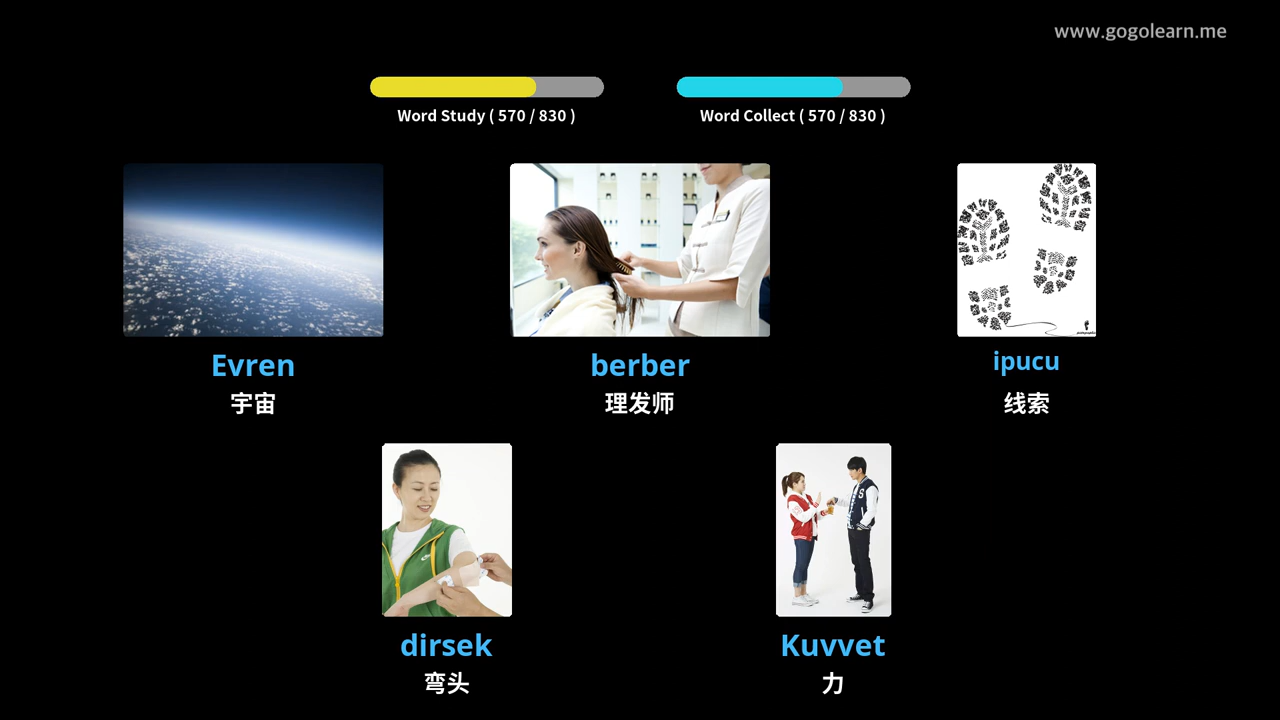 www.gogolearn.me
Word Study ( 570 / 830 )
Word Collect ( 570 / 830 )
Evren
宇宙
berber
理发师
ipucu
线索
dirsek
弯头
Kuvvet
力